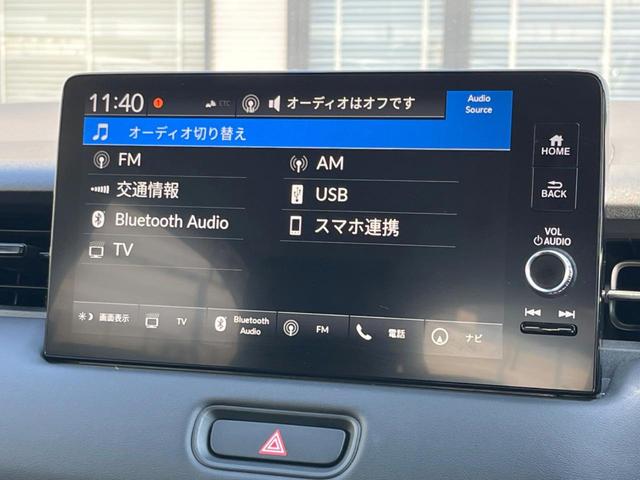 11:40 ETC オーディオはオフです Audio Source
オーディオ切り替え
HOME
FM AM
交通情報 USB
BACK
Bluetooth Audio スマホ連携
TV
VOL
AUDIO
画面表示 TV Bluetooth Audio FM 電話 ナビ